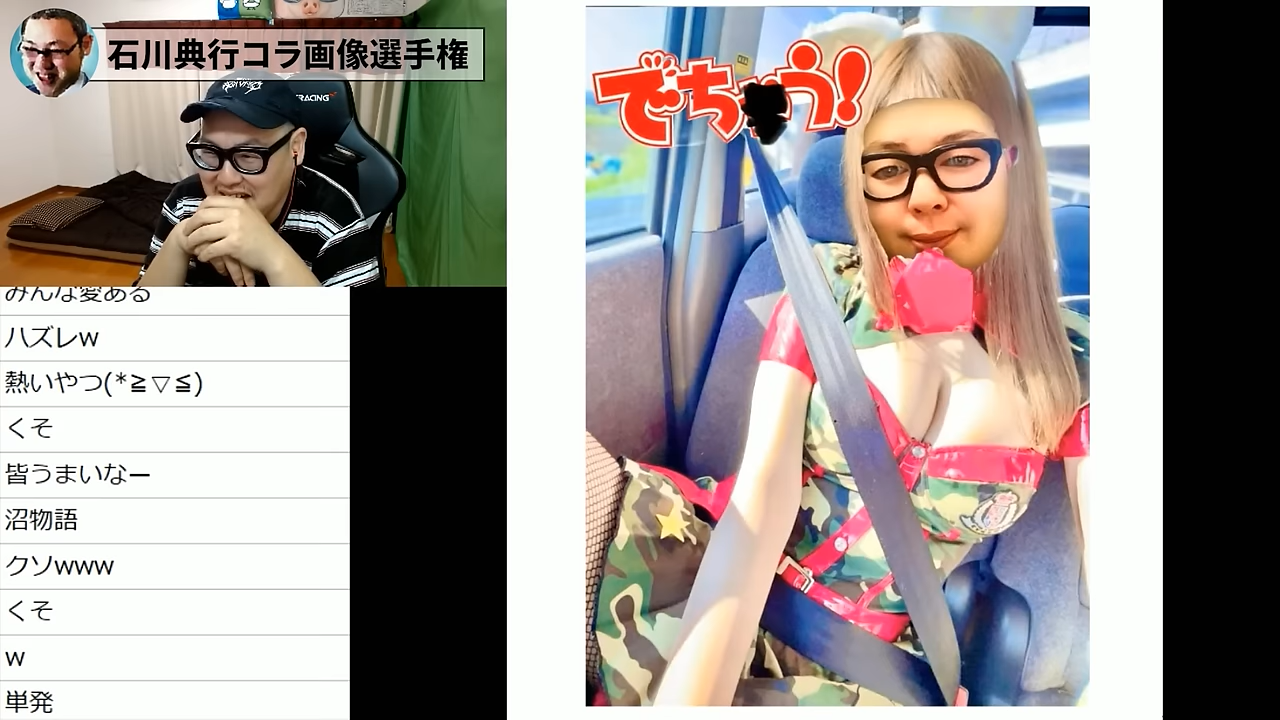 石川典行コラ画像選手権
RACING
でちゃう!
みんな愛ある
ハズレw
熱いやつ(*≧▽≦)
くそ
皆うまいなー
沼物語
クソwww
くそ
w
単発